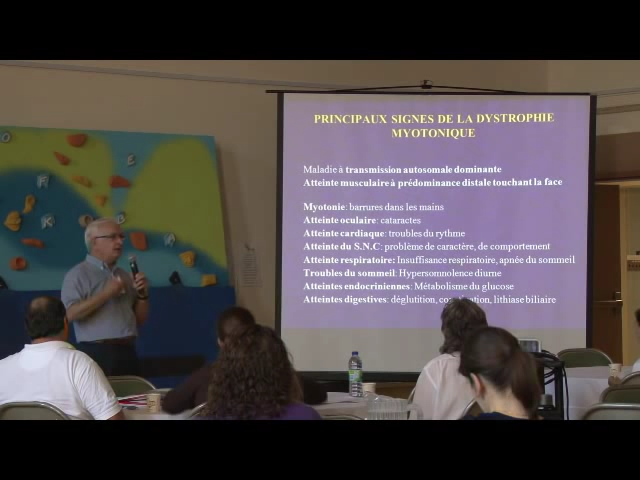 PRINCIPAUX SIGNES DE LA DYSTROPHIE
MYOTONIQUE
Maladie à transmission autosomale dominante
Atteinte musculaire à prédominance distale touchant la face
Myotonie: barrures dans les mains
Atteinte oculaire: cataractes
Atteinte cardiaque: troubles du rythme
Atteinte du S.N.C: problème de caractère, de comportement
Atteinte respiratoire: Insuffisance respiratoire, apnée du sommeil
Troubles du sommeil: Hypersomnolence diurne
Atteintes endocriniennes: Métabolisme du glucose
Atteintes digestives: déglutition, lithiase biliaire